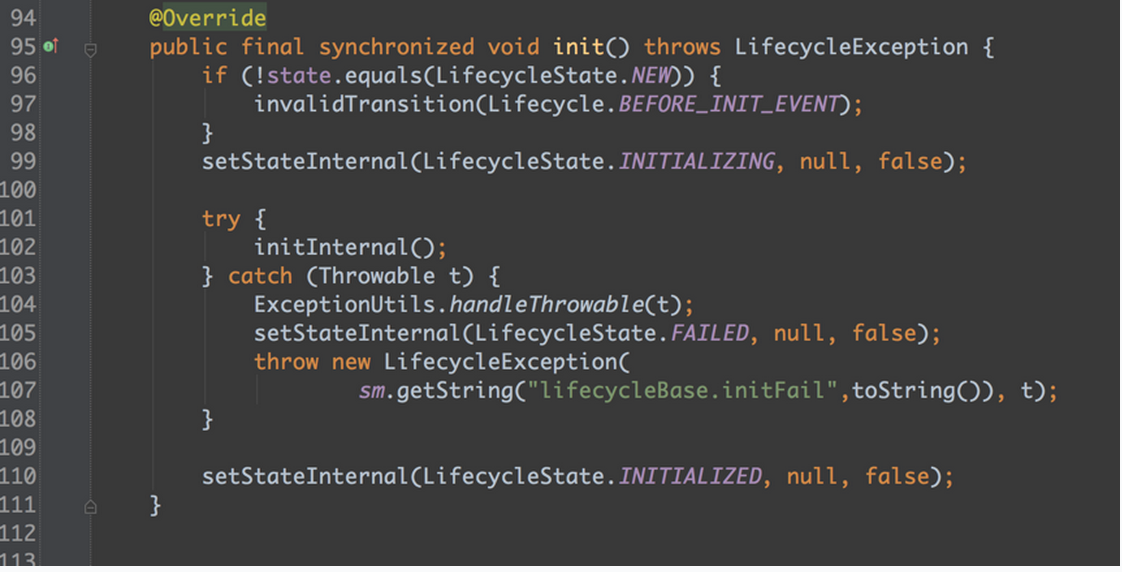 94 @Override
95 public final synchronized void init() throws LifecycleException {
96 if (!state.equals(LifecycleState.NEW)) {
97 invalidTransition(Lifecycle.BEFORE_INIT_EVENT);
98 }
99 setStateInternal(LifecycleState.INITIALIZING, null, false);
100
101 try {
102 initInternal();
103 } catch (Throwable t) {
104 ExceptionUtils.handleThrowable(t);
105 setStateInternal(LifecycleState.FAILED, null, false);
106 throw new LifecycleException(
107 sm.getString("lifecycleBase.initFail",toString()), t);
108 }
109
110 setStateInternal(LifecycleState.INITIALIZED, null, false);
111 }
112
113